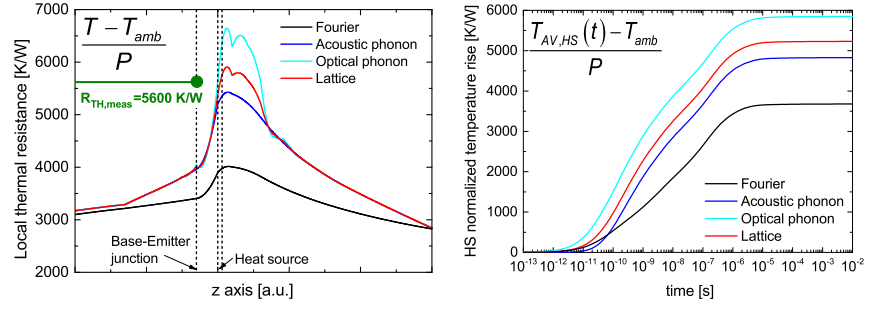 7000
6000
5000
4000
3000
2000
Local thermal resistance [K/W]
T − T_amb
P
R_TH,meas=5600 K/W
Fourier
Acoustic phonon
Optical phonon
Lattice
Base-Emitter
junction
Heat source
z axis [a.u.]
6000
5000
4000
3000
2000
1000
0
HS normalized temperature rise [K/W]
T_AV,HS(t) − T_amb
P
Fourier
Acoustic phonon
Optical phonon
Lattice
10^-13 10^-12 10^-11 10^-10 10^-9 10^-8 10^-7 10^-6 10^-5 10^-4 10^-3 10^-2
time [s]